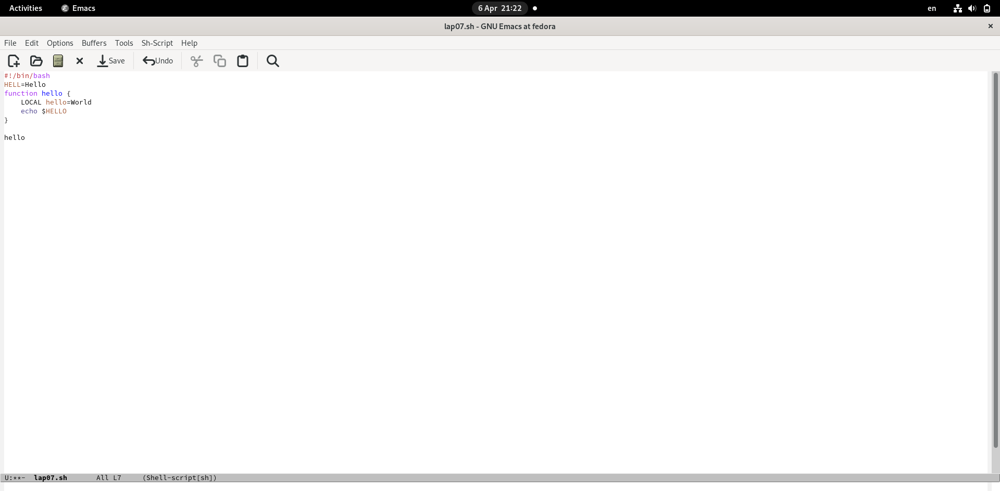 Activities Emacs 6 Apr 21:22 en
lap07.sh - GNU Emacs at fedora
File Edit Options Buffers Tools Sh-Script Help
Save Undo
#!/bin/bash
HELL=Hello
function hello {
    LOCAL hello=World
    echo $HELLO
}
hello
U:**- lap07.sh All L7 (Shell-script[sh])